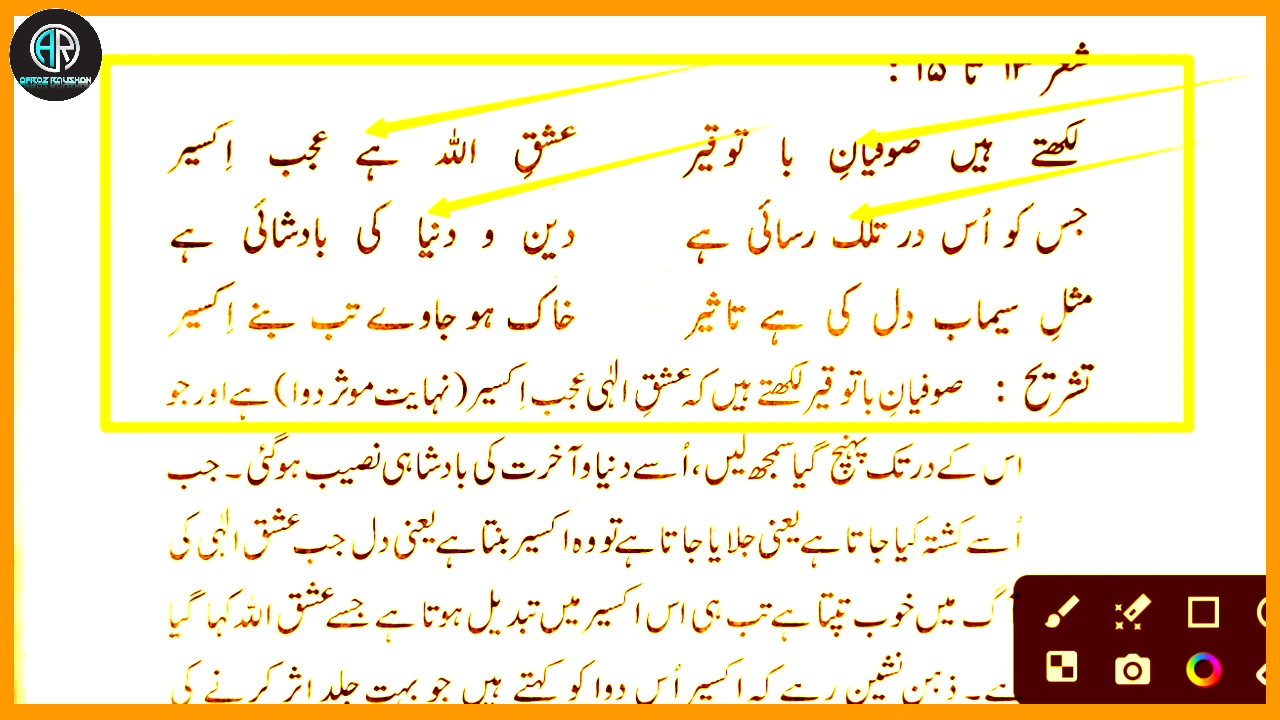 AFROZ RAUSHAN
شعر ۱۳ تا ۱۵ :
لکھتے ہیں صوفیانِ با توقیر عشقِ اللہ ہے عجب اِکسیر
جس کو اُس در تلک رسائی ہے دین و دنیا کی بادشائی ہے
مثلِ سیماب دل کی ہے تاثیر خاک ہو جاوے تب بنے اِکسیر
تشریح : صوفیانِ باتوقیر لکھتے ہیں کہ عشقِ الٰہی عجب اِکسیر (نہایت موثر دوا) ہے اور جو
اس کے در تک پہنچ گیا سمجھ لیں، اُسے دنیا و آخرت کی بادشاہی نصیب ہوگئی۔ جب
اُسے کشتہ کیا جاتا ہے یعنی جلایا جاتا ہے تو وہ اکسیر بنتا ہے یعنی دل جب عشق الٰہی کی
آگ میں خوب تپتا ہے تب ہی اس اکسیر میں تبدیل ہوتا ہے جسے عشق اللہ کہا گیا
ہے۔ ذہن نشین رہے کہ اکسیر اُس دوا کو کہتے ہیں جو بہت جلد اثر کرنے کی